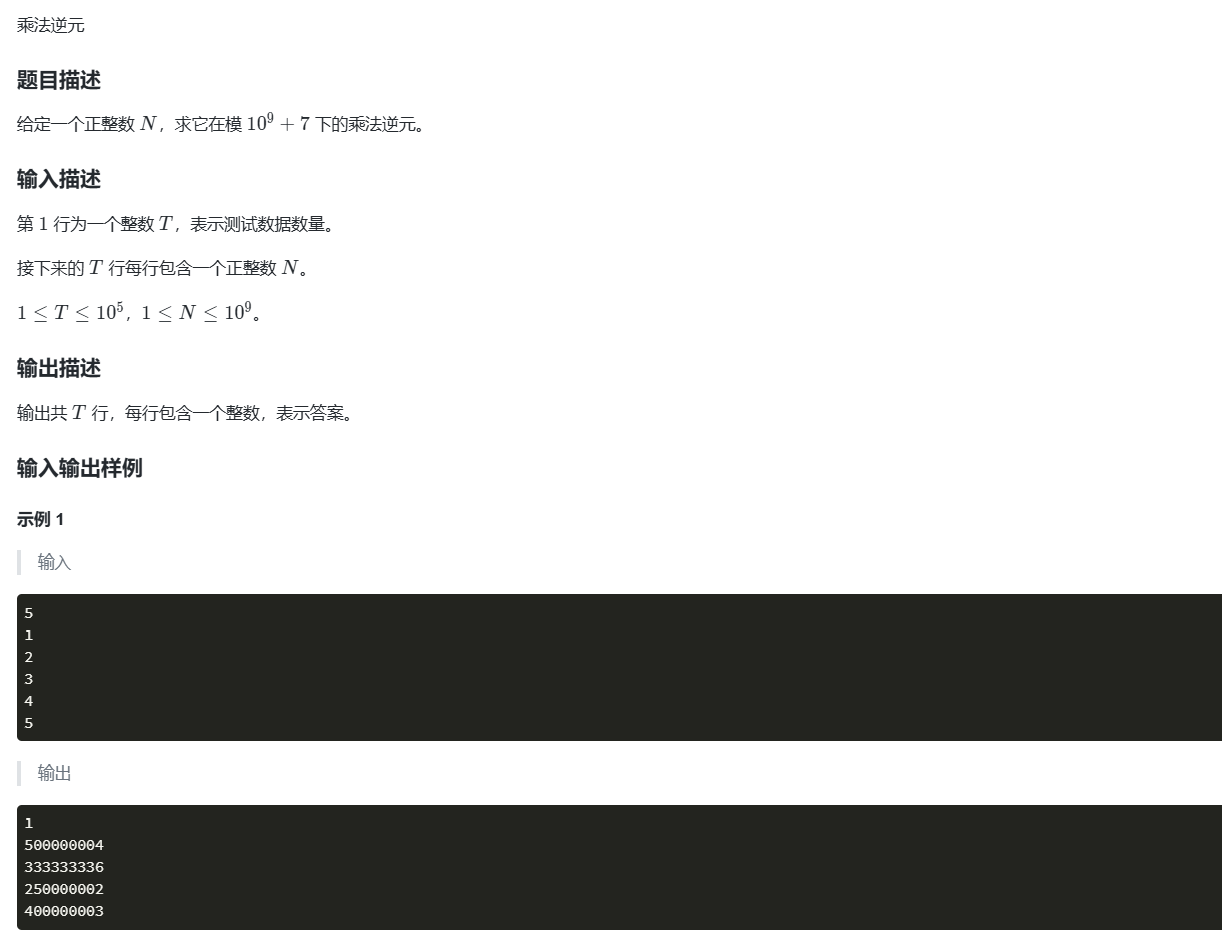 乘法逆元
题目描述
给定一个正整数 N，求它在模 10^9 + 7 下的乘法逆元。
输入描述
第 1 行为一个整数 T，表示测试数据数量。
接下来的 T 行每行包含一个正整数 N。
1 ≤ T ≤ 10^5，1 ≤ N ≤ 10^9。
输出描述
输出共 T 行，每行包含一个整数，表示答案。
输入输出样例
示例 1
输入
5
1
2
3
4
5
输出
1
500000004
333333336
250000002
400000003